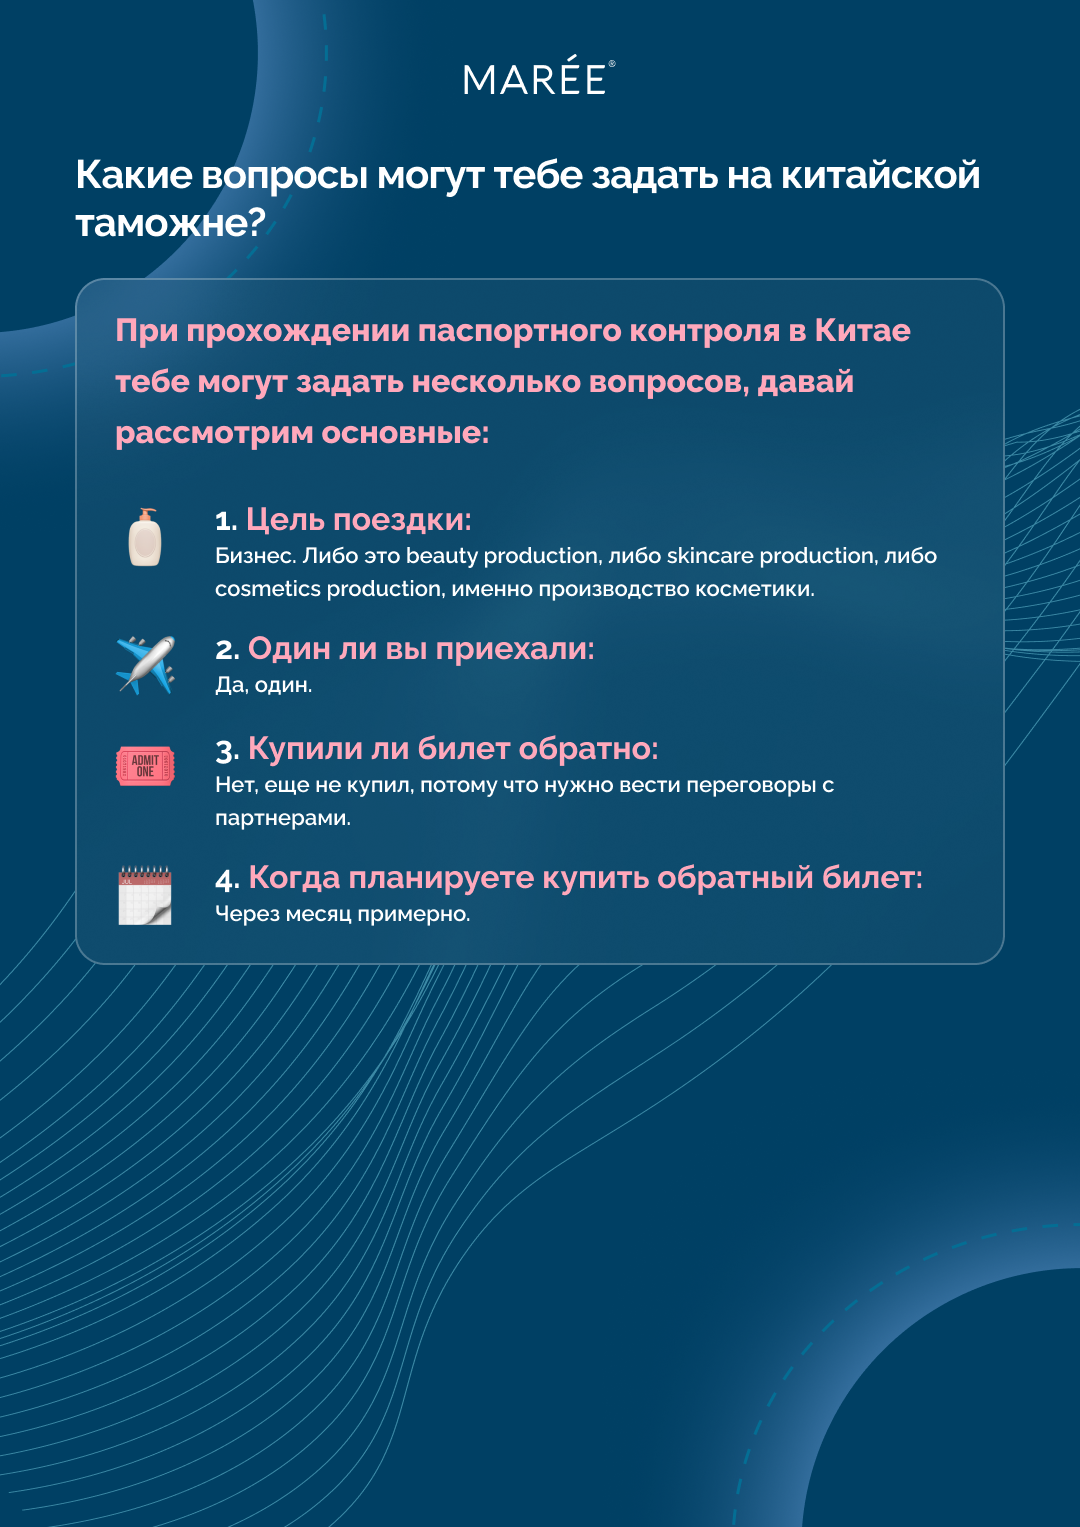 MARÉE®
Какие вопросы могут тебе задать на китайской
таможне?
При прохождении паспортного контроля в Китае
тебе могут задать несколько вопросов, давай
рассмотрим основные:
1. Цель поездки:
Бизнес. Либо это beauty production, либо skincare production, либо
cosmetics production, именно производство косметики.
2. Один ли вы приехали:
Да, один.
ADMIT
ONE
3. Купили ли билет обратно:
Нет, еще не купил, потому что нужно вести переговоры с
партнерами.
JUL
4. Когда планируете купить обратный билет:
Через месяц примерно.